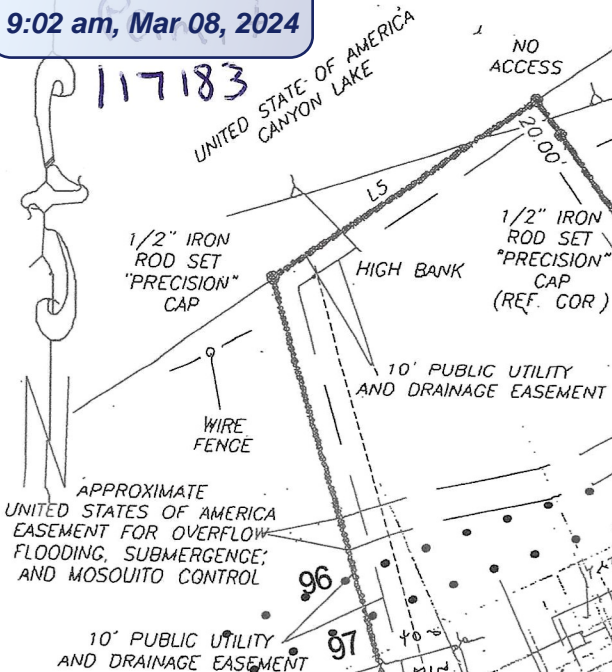 9:02 am, Mar 08, 2024
117183
UNITED STATE OF AMERICA
CANYON LAKE
NO
ACCESS
20.00'
L5
1/2" IRON
ROD SET
"PRECISION"
CAP
1/2" IRON
ROD SET
"PRECISION"
CAP
(REF. COR.)
HIGH BANK
10' PUBLIC UTILITY
AND DRAINAGE EASEMENT
WIRE
FENCE
N
APPROXIMATE
UNITED STATES OF AMERICA
EASEMENT FOR OVERFLOW
FLOODING, SUBMERGENCE,
AND MOSQUITO CONTROL
96
97
10' PUBLIC UTILITY
AND DRAINAGE EASEMENT